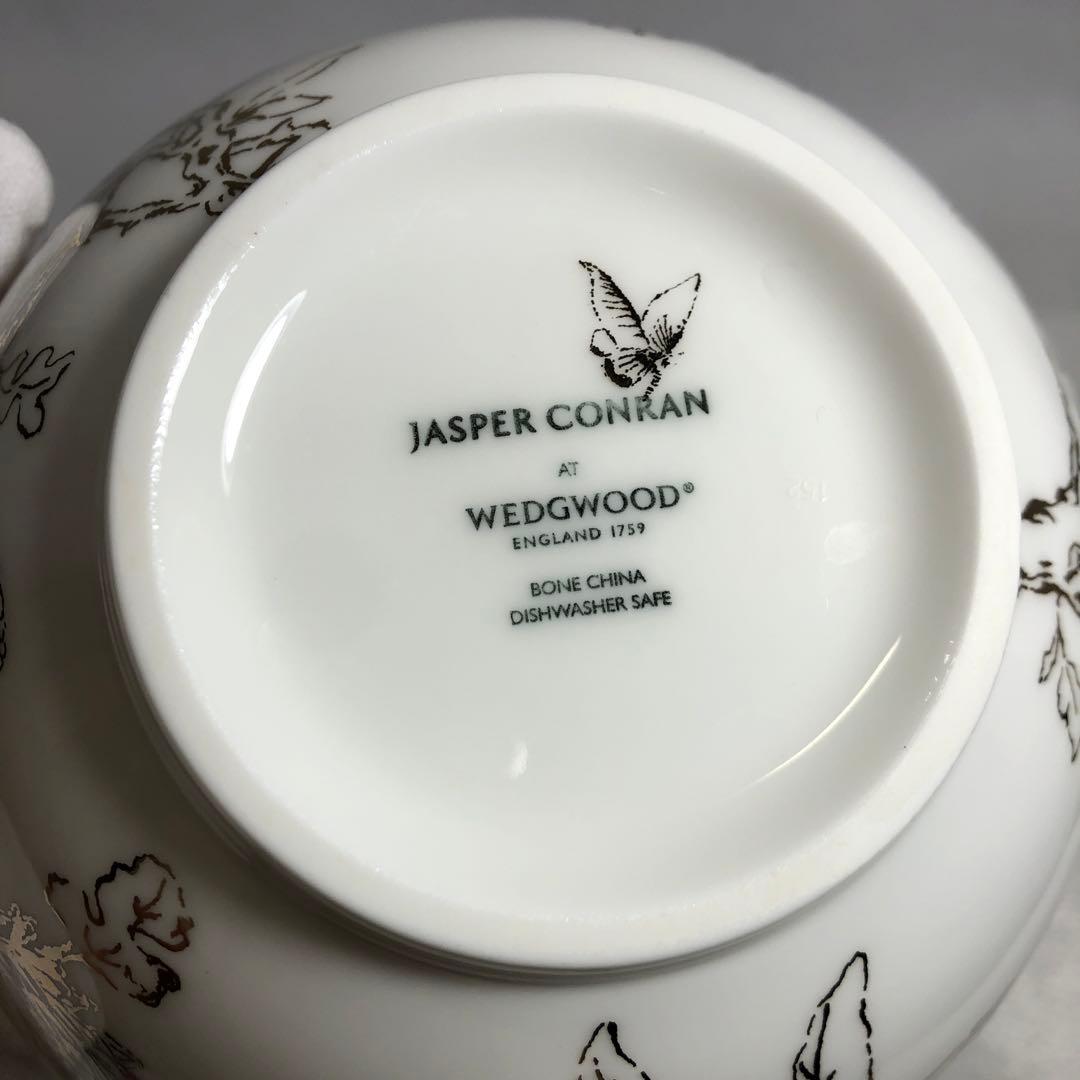 JASPER CONRAN
AT
WEDGWOOD®
ENGLAND 1759
BONE CHINA
DISHWASHER SAFE